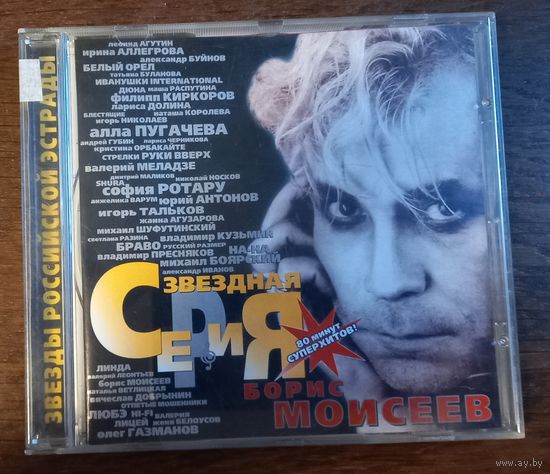 ЗВЕЗДЫ РОССИЙСКОЙ ЭСТРАДЫ
леонид АГУТИН
ирина АЛЛЕГРОВА
александр БУЙНОВ
БЕЛЫЙ ОРЕЛ
татьяна БУЛАНОВА
ИВАНУШКИ INTERNATIONAL
ДЮНА маша РАСПУТИНА
филипп КИРКОРОВ
лариса ДОЛИНА
БЛЕСТЯЩИЕ наташа КОРОЛЕВА
игорь НИКОЛАЕВ
алла ПУГАЧЕВА
андрей ГУБИН лариса ЧЕРНИКОВА
кристина ОРБАКАЙТЕ
СТРЕЛКИ РУКИ ВВЕРХ
валерий МЕЛАДЗЕ
дмитрий МАЛИКОВ николай НОСКОВ
SHURA
софия РОТАРУ
анжелика ВАРУМ юрий АНТОНОВ
игорь ТАЛЬКОВ
жанна АГУЗАРОВА
михаил ШУФУТИНСКИЙ
светлана РАЗИНА владимир КУЗЬМИН
БРАВО РУССКИЙ РАЗМЕР
владимир ПРЕСНЯКОВ НА-НА
михаил БОЯРСКИЙ
александр ИВАНОВ
ЗВЕЗДНАЯ
СЕРИЯ
80 МИНУТ
СУПЕРХИТОВ!
ЛИНДА
валерий ЛЕОНТЬЕВ
борис МОИСЕЕВ
наталья ВЕТЛИЦКАЯ
вячеслав ДОБРЫНИН
ОТПЕТЫЕ МОШЕННИКИ
ЛЮБЭ HI-FI ВАЛЕРИЯ
ЛИЦЕЙ женя БЕЛОУСОВ
олег ГАЗМАНОВ
БОРИС
МОИСЕЕВ
www.ay.by